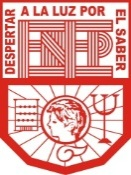 DESPERTAR A LA LUZ POR EL SABER
ENP